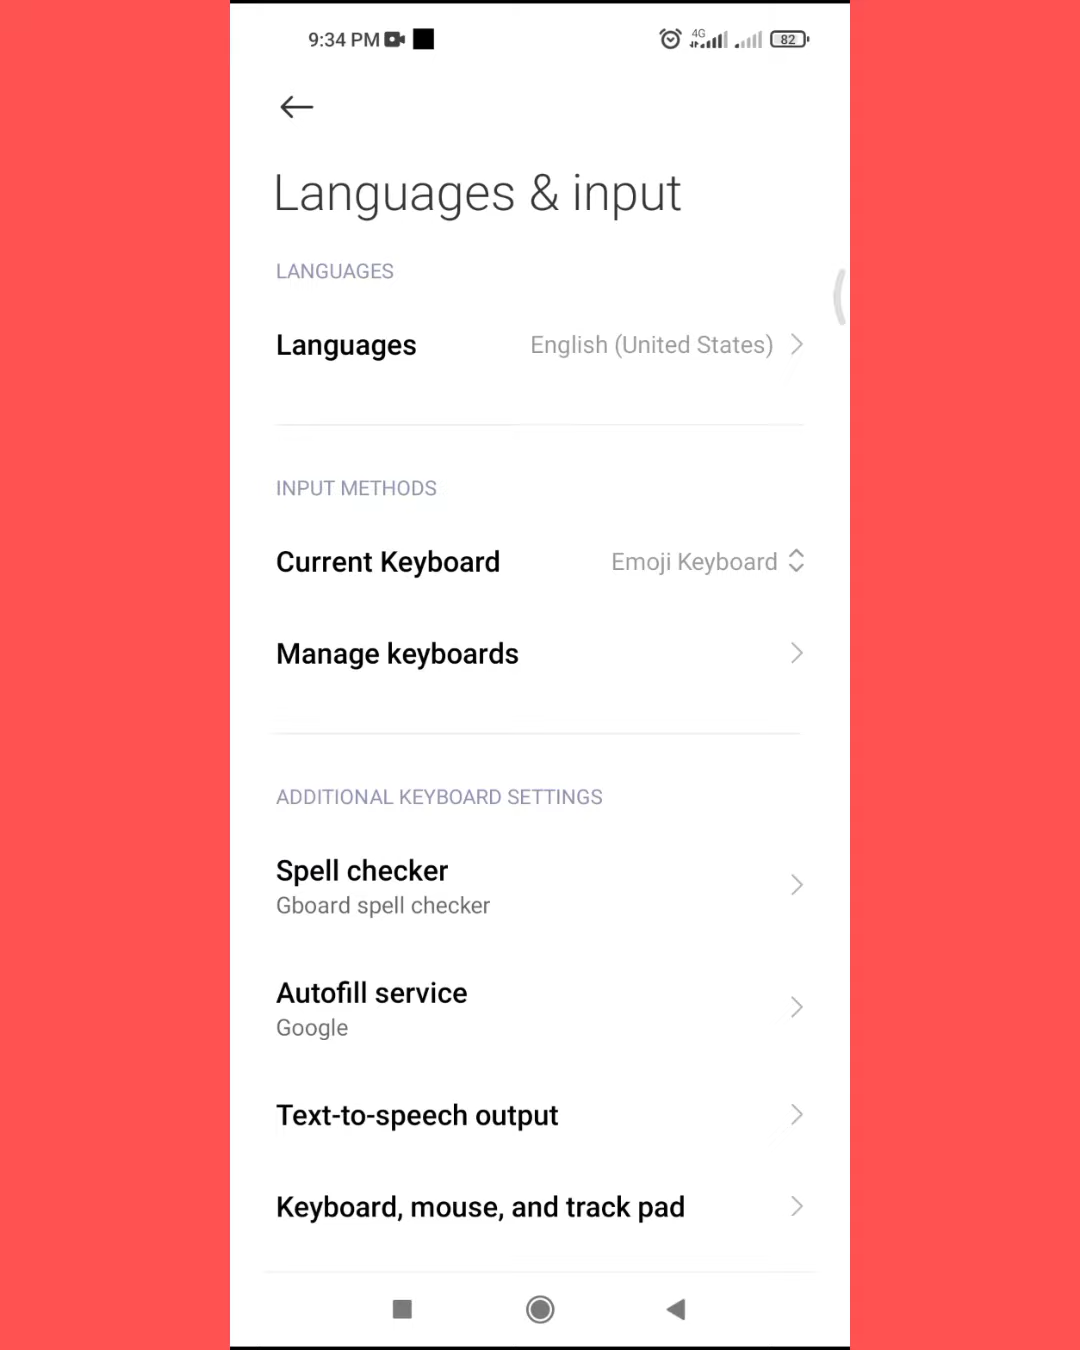 9:34 PM 4G 82
Languages & input
LANGUAGES
Languages English (United States)
INPUT METHODS
Current Keyboard Emoji Keyboard
Manage keyboards
ADDITIONAL KEYBOARD SETTINGS
Spell checker
Gboard spell checker
Autofill service
Google
Text-to-speech output
Keyboard, mouse, and track pad